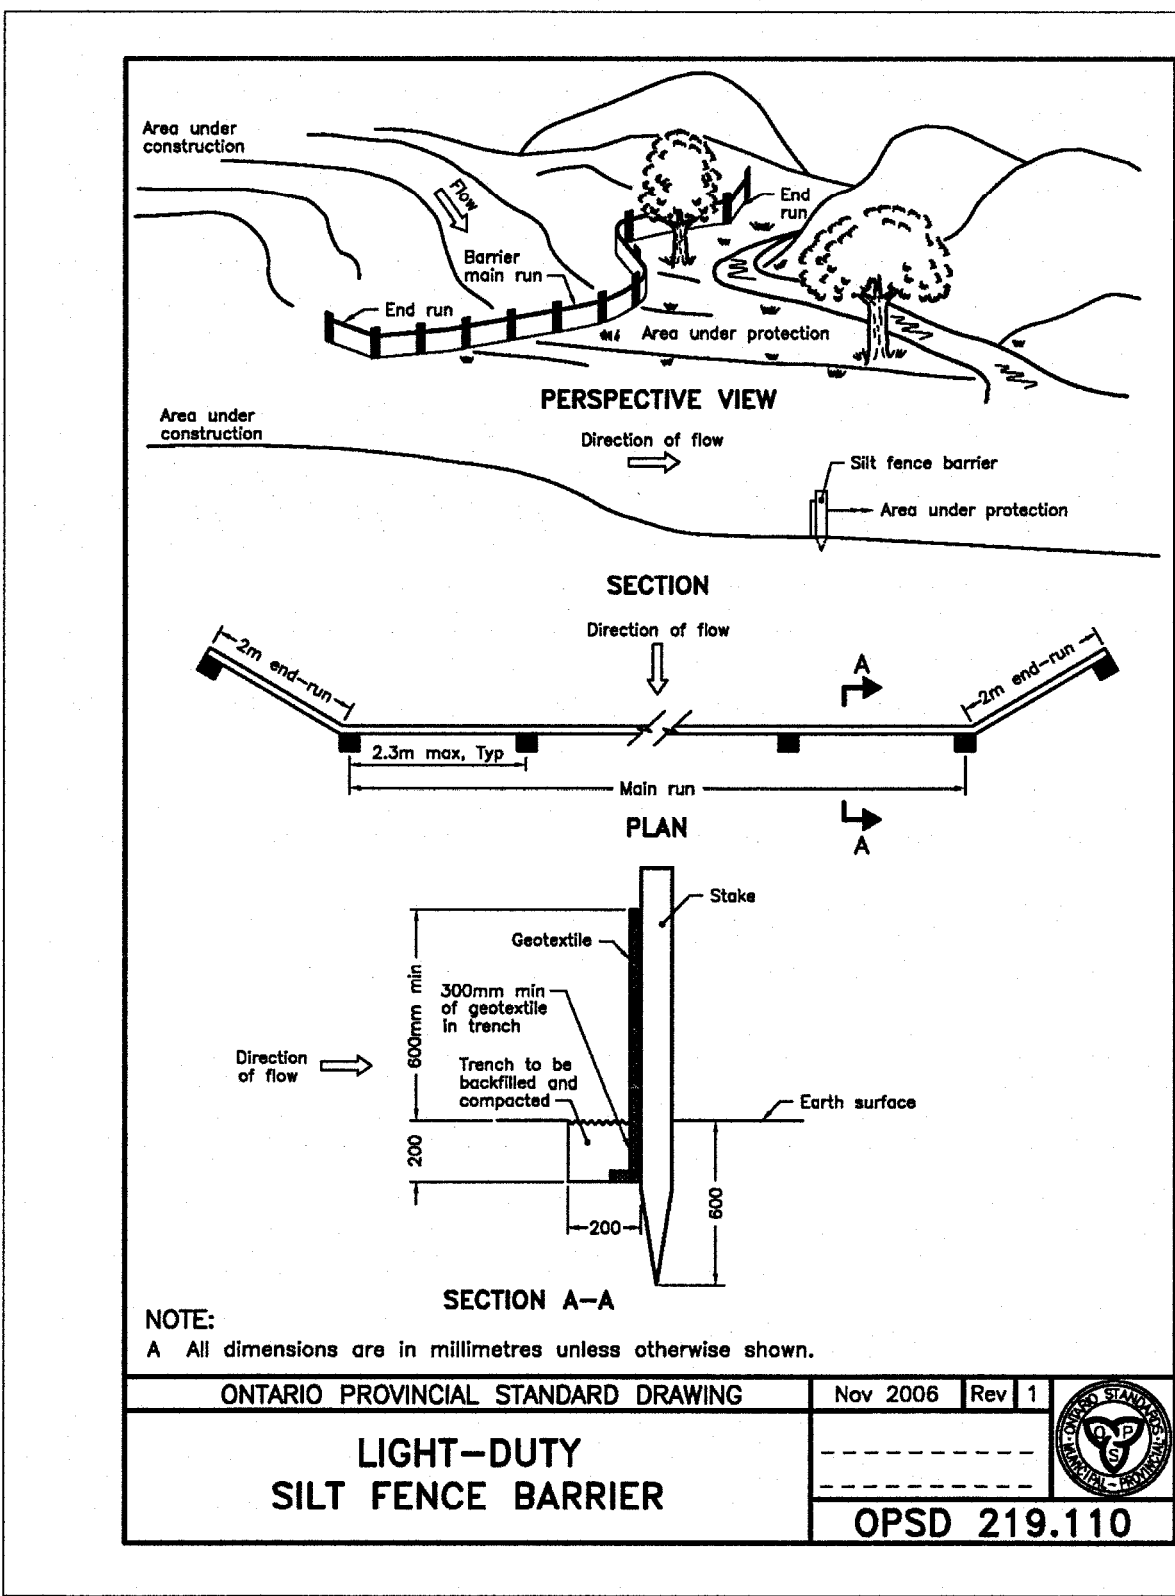 Area under
construction
Flow
End
run
Barrier
main run
End run
Area under protection
PERSPECTIVE VIEW
Area under
construction
Direction of flow
Silt fence barrier
Area under protection
SECTION
Direction of flow
2m end-run
A
2m end-run
2.3m max, Typ
Main run
PLAN
A
Stake
Geotextile
600mm min
300mm min
of geotextile
in trench
Direction
of flow
Trench to be
backfilled and
compacted
Earth surface
200
600
200
SECTION A-A
NOTE:
A All dimensions are in millimetres unless otherwise shown.
ONTARIO PROVINCIAL STANDARD DRAWING
Nov 2006 Rev 1
LIGHT-DUTY
SILT FENCE BARRIER
ONTARIO STANDARDS
MUNICIPAL - PROVINCIAL
O P
S
OPSD 219.110